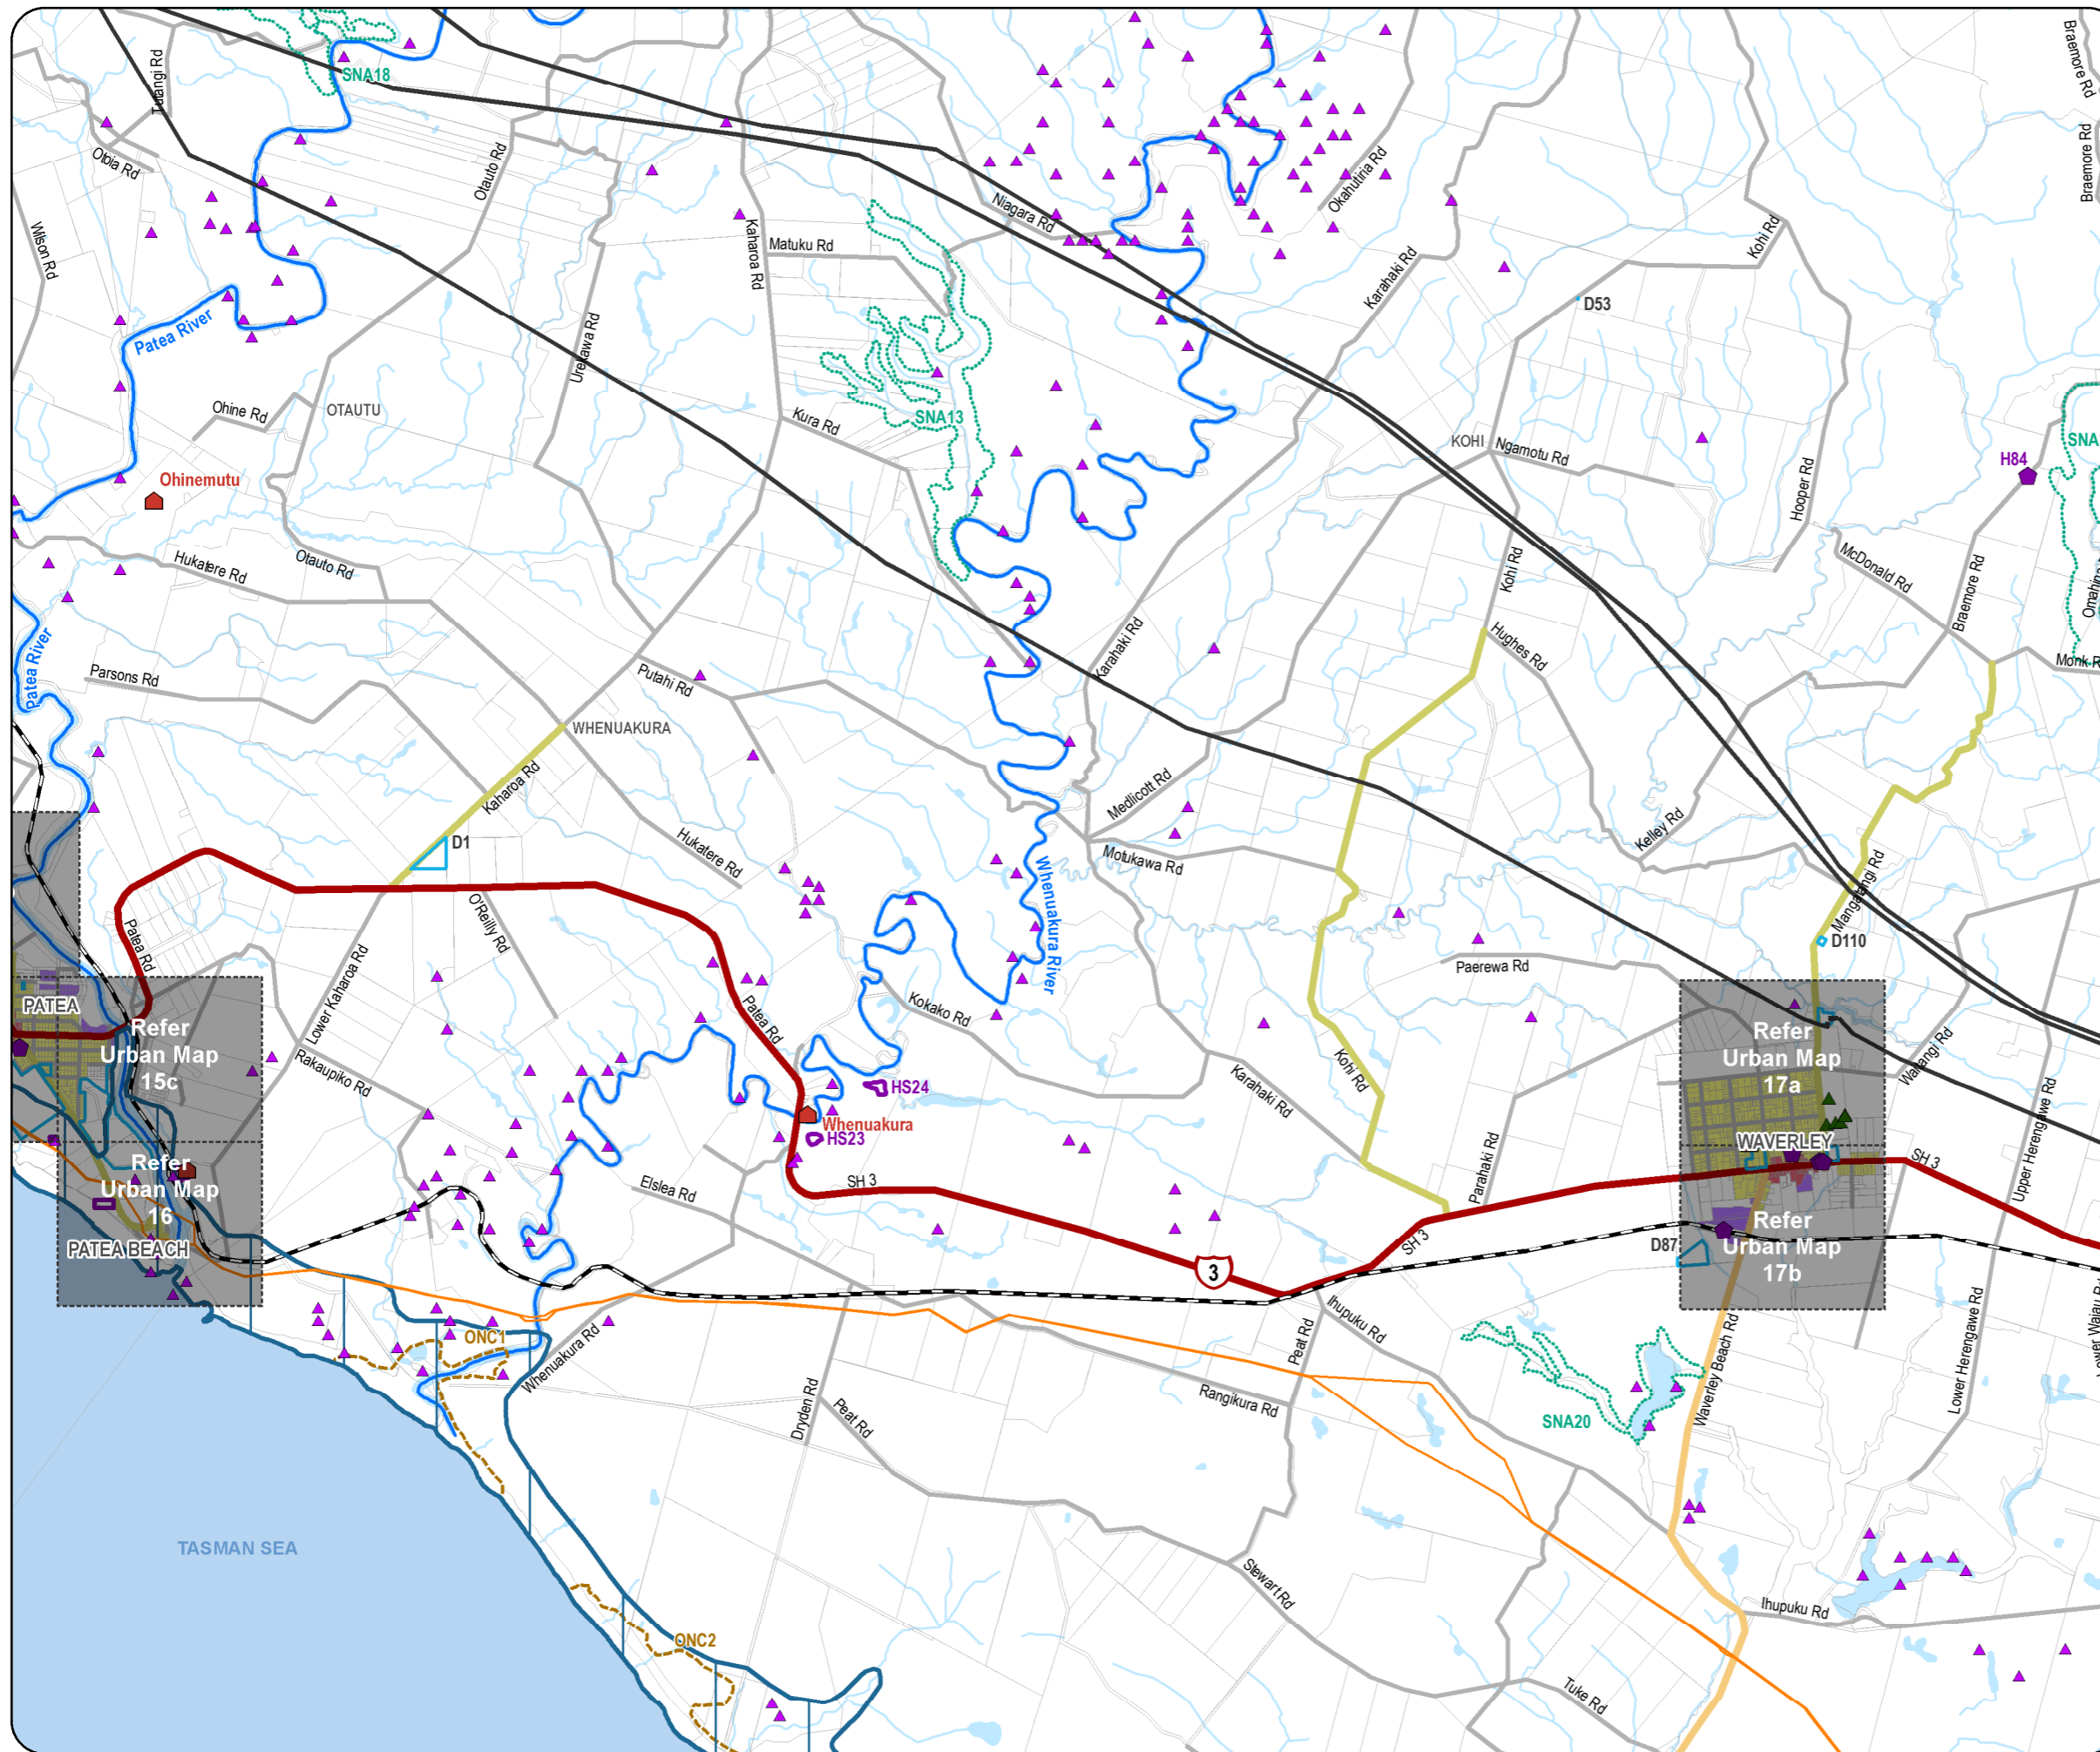 Tutangi Rd
SNA18
Braemore Rd
Otoia Rd
Otauto Rd
Braemore Rd
Wilson Rd
Kaharoa Rd
Matuku Rd
Niagara Rd
Okahutiria Rd
Karahaki Rd
Kohi Rd
D53
Patea River
Urekawa Rd
Ohine Rd
OTAUTU
Kura Rd
SNA13
KOHI
Ngamotu Rd
Hooper Rd
H84
SNA
Ohinemutu
Hukatere Rd
Otauto Rd
Kohi Rd
McDonald Rd
Braemore Rd
Patea River
Parsons Rd
Putahi Rd
Karahaki Rd
Hughes Rd
Monk R
WHENUAKURA
Kaharoa Rd
Medlicott Rd
D1
Hukatere Rd
Motukawa Rd
Kelley Rd
Whenuakura River
Mangatangi Rd
D110
Patea Rd
O'Reilly Rd
Lower Kaharoa Rd
Paerewa Rd
PATEA
Refer
Urban Map
15c
Patea Rd
Kokako Rd
Refer
Urban Map
17a
Rakaupiko Rd
Kohi Rd
Karahaki Rd
Wairangi Rd
HS24
Whenuakura
HS23
WAVERLEY
Upper Herengawe Rd
Refer
Urban Map
16
PATEA BEACH
Elslea Rd
SH 3
Parahaki Rd
SH 3
SH 3
3
D87
Refer
Urban Map
17b
ONC1
Whenuakura Rd
Ihupuku Rd
Peat Rd
Rangikura Rd
Dryden Rd
Peat Rd
SNA20
Waverley Beach Rd
Lower Herengawe Rd
TASMAN SEA
Stewart Rd
Ihupuku Rd
ONC2
Tuke Rd